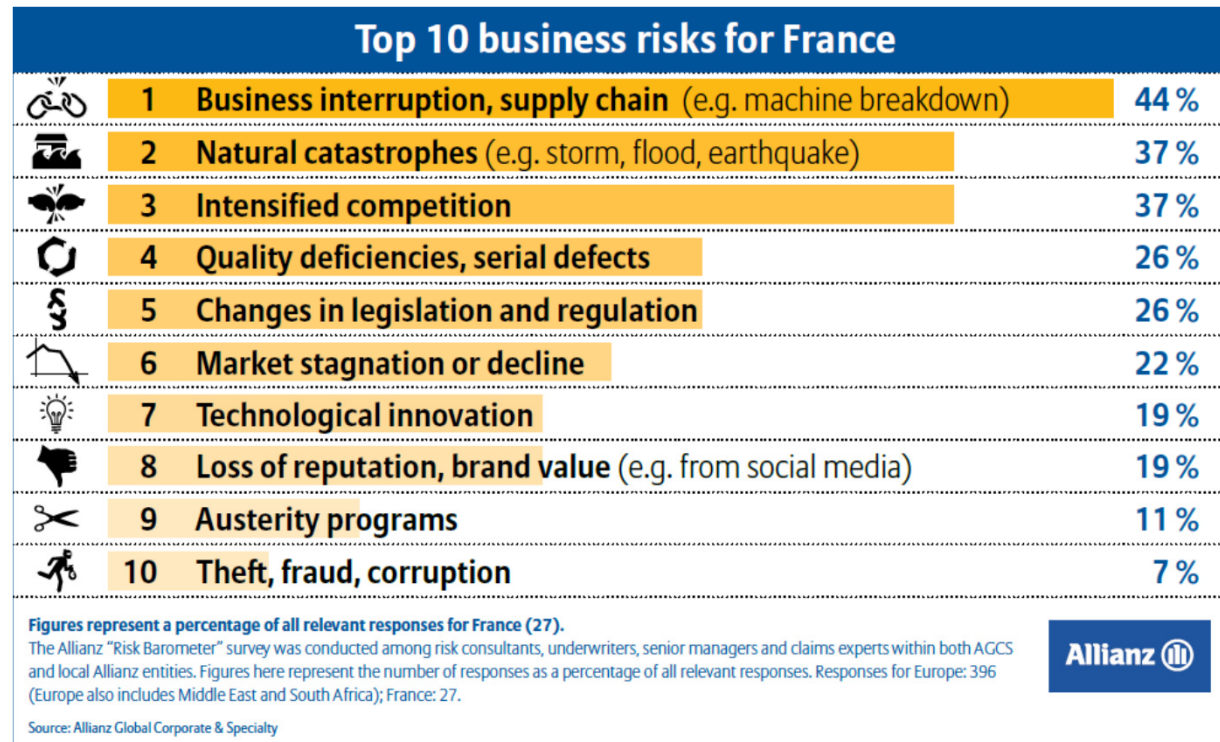 Top 10 business risks for France
1 Business interruption, supply chain (e.g. machine breakdown) 44 %
2 Natural catastrophes (e.g. storm, flood, earthquake) 37 %
3 Intensified competition 37 %
4 Quality deficiencies, serial defects 26 %
5 Changes in legislation and regulation 26 %
6 Market stagnation or decline 22 %
7 Technological innovation 19 %
8 Loss of reputation, brand value (e.g. from social media) 19 %
9 Austerity programs 11 %
10 Theft, fraud, corruption 7 %
Figures represent a percentage of all relevant responses for France (27).
The Allianz “Risk Barometer” survey was conducted among risk consultants, underwriters, senior managers and claims experts within both AGCS
and local Allianz entities. Figures here represent the number of responses as a percentage of all relevant responses. Responses for Europe: 396
(Europe also includes Middle East and South Africa); France: 27.
Source: Allianz Global Corporate & Specialty
Allianz